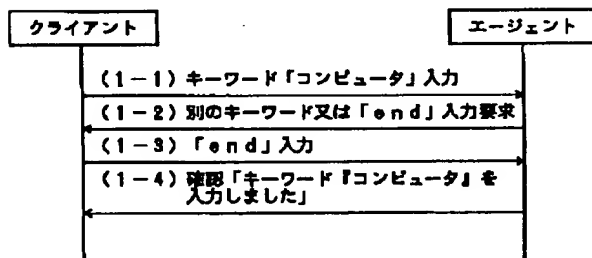 クライアント
エージェント
(1-1)キーワード「コンピュータ」入力
(1-2)別のキーワード又は「end」入力要求
(1-3)「end」入力
(1-4)確認「キーワード『コンピュータ』を
入力しました」